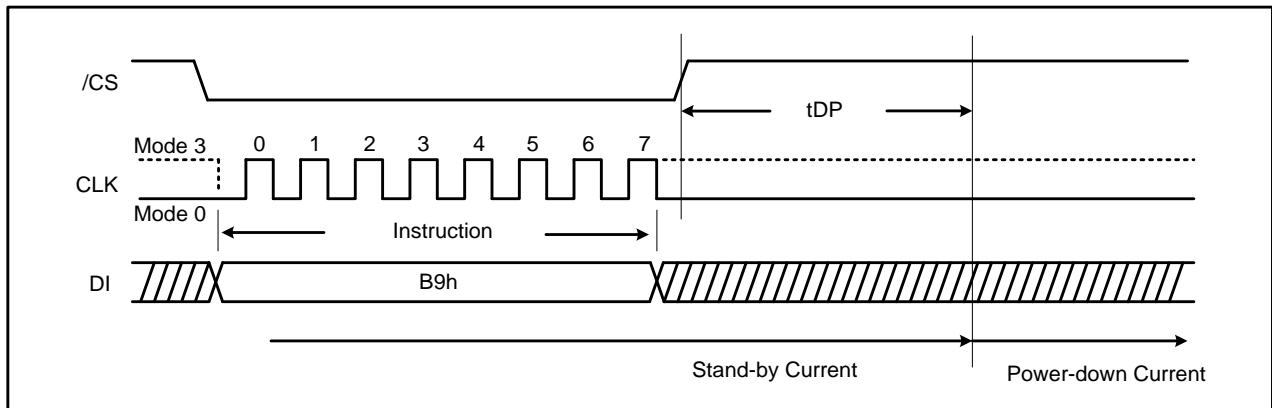 /CS
tDP
Mode 3
0 1 2 3 4 5 6 7
CLK
Mode 0
Instruction
DI
B9h
Stand-by Current
Power-down Current